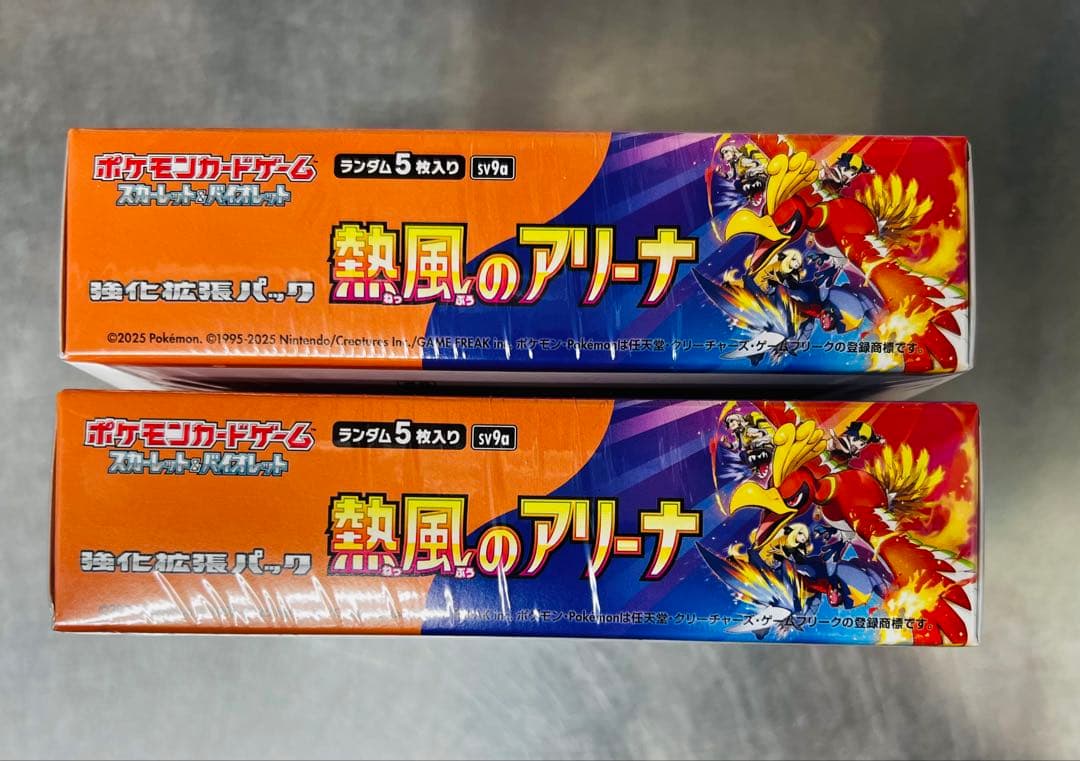 ポケモンカードゲーム
スカーレット&バイオレット
ランダム5枚入り sv9a
熱風のアリーナ
ねっ ぷう
強化拡張パック
©2025 Pokémon. ©1995-2025 Nintendo/Creatures Inc./GAME FREAK inc. ポケモン・Pokémonは任天堂・クリーチャーズ・ゲームフリークの登録商標です。
ポケモンカードゲーム
スカーレット&バイオレット
ランダム5枚入り sv9a
熱風のアリーナ
ねっ ぷう
強化拡張パック
inc. ポケモン・Pokémonは任天堂・クリーチャーズ・ゲームフリークの登録商標です。